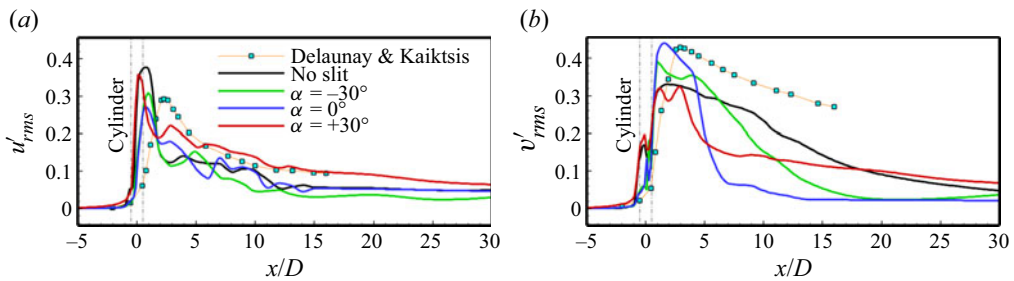 (a)
u′rms
0.4
0.3
0.2
0.1
0
Cylinder
Delaunay & Kaiktsis
No slit
α = –30°
α = 0°
α = +30°
–5 0 5 10 15 20 25 30
x/D
(b)
v′rms
0.4
0.3
0.2
0.1
0
Cylinder
–5 0 5 10 15 20 25 30
x/D